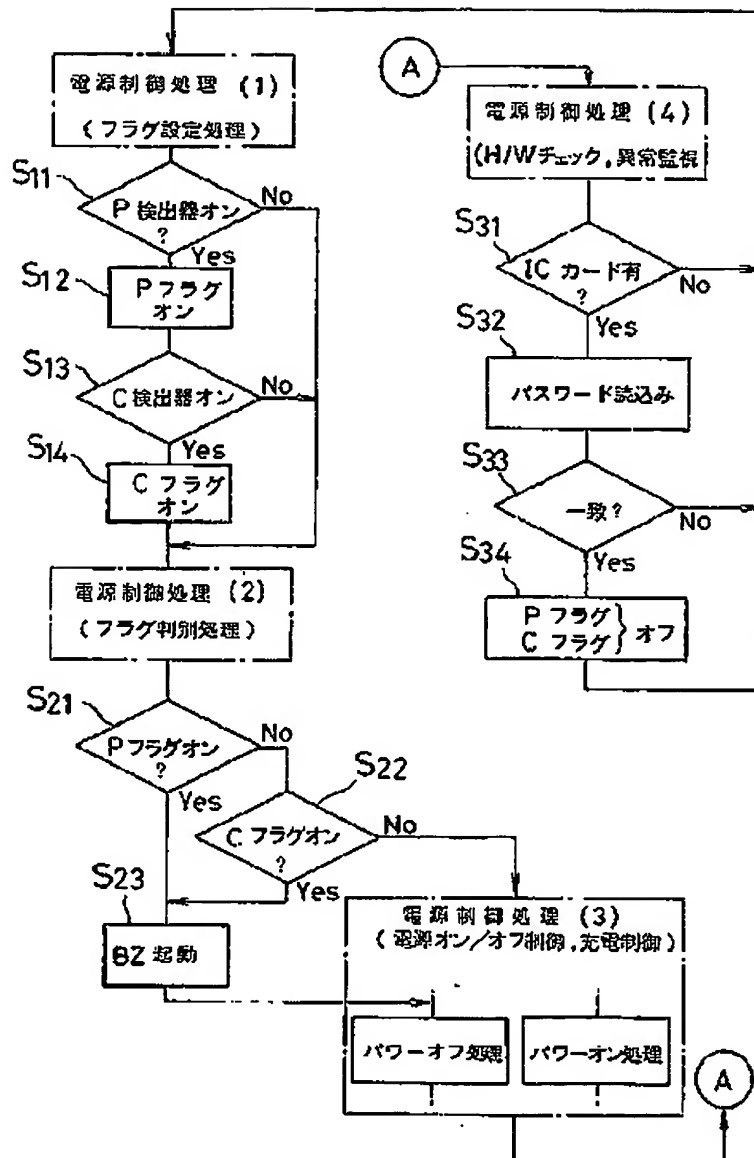 電源制御処理 (1)
(フラグ設定処理)
S11
P 検出器オン
?
No
Yes
S12
P フラグ
オン
S13
C 検出器オン
No
Yes
S14
C フラグ
オン
電源制御処理 (2)
(フラグ判別処理)
S21
P フラグオン
?
No
Yes
S22
C フラグオン
?
No
Yes
S23
BZ 起動
電源制御処理 (3)
(電源オン/オフ制御,充電制御)
パワーオフ処理
パワーオン処理
A
A
電源制御処理 (4)
(H/Wチェック,異常監視
S31
IC カード有
?
No
Yes
S32
パスワード読込み
S33
一致?
No
Yes
S34
P フラグ
C フラグ
} オフ